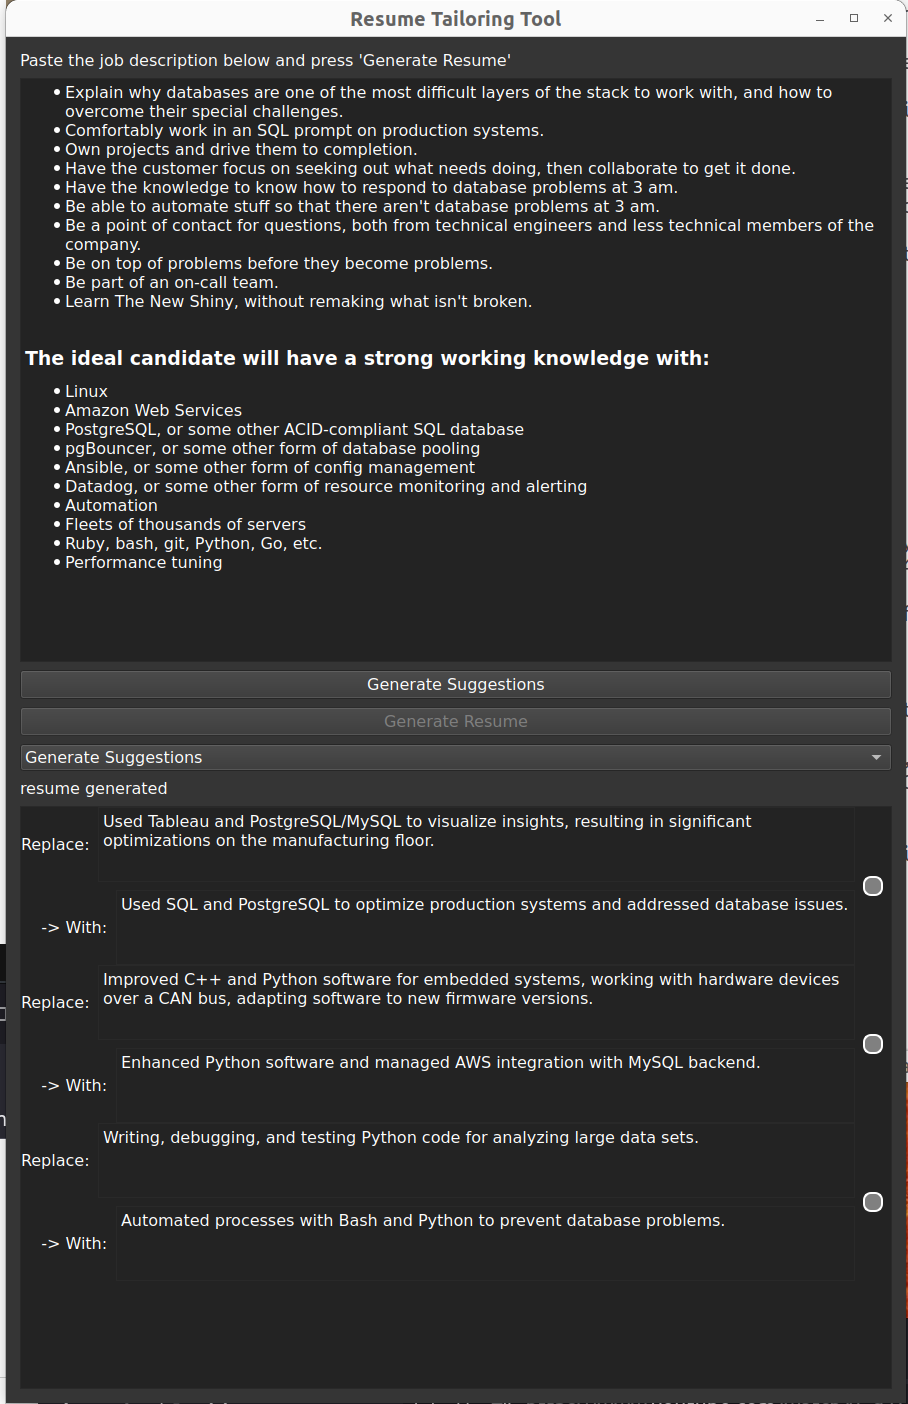 Resume Tailoring Tool
Paste the job description below and press 'Generate Resume'
• Explain why databases are one of the most difficult layers of the stack to work with, and how to
overcome their special challenges.
• Comfortably work in an SQL prompt on production systems.
• Own projects and drive them to completion.
• Have the customer focus on seeking out what needs doing, then collaborate to get it done.
• Have the knowledge to know how to respond to database problems at 3 am.
• Be able to automate stuff so that there aren't database problems at 3 am.
• Be a point of contact for questions, both from technical engineers and less technical members of the
company.
• Be on top of problems before they become problems.
• Be part of an on-call team.
• Learn The New Shiny, without remaking what isn't broken.
The ideal candidate will have a strong working knowledge with:
• Linux
• Amazon Web Services
• PostgreSQL, or some other ACID-compliant SQL database
• pgBouncer, or some other form of database pooling
• Ansible, or some other form of config management
• Datadog, or some other form of resource monitoring and alerting
• Automation
• Fleets of thousands of servers
• Ruby, bash, git, Python, Go, etc.
• Performance tuning
Generate Suggestions
Generate Resume
Generate Suggestions
resume generated
Replace:
Used Tableau and PostgreSQL/MySQL to visualize insights, resulting in significant
optimizations on the manufacturing floor.
-> With:
Used SQL and PostgreSQL to optimize production systems and addressed database issues.
Replace:
Improved C++ and Python software for embedded systems, working with hardware devices
over a CAN bus, adapting software to new firmware versions.
-> With:
Enhanced Python software and managed AWS integration with MySQL backend.
Replace:
Writing, debugging, and testing Python code for analyzing large data sets.
-> With:
Automated processes with Bash and Python to prevent database problems.